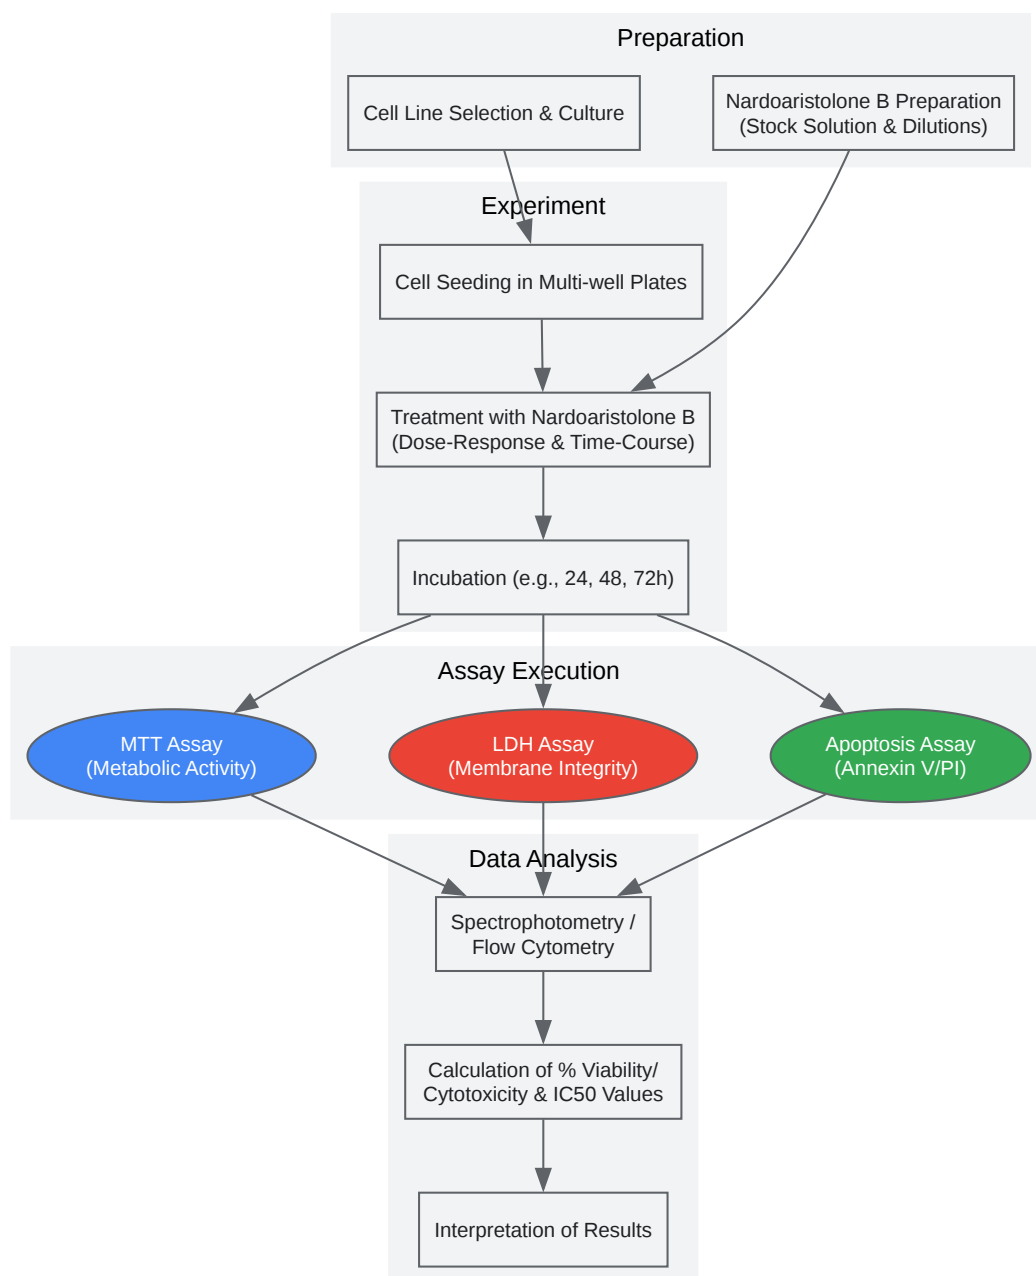 Preparation
Cell Line Selection & Culture
Nardoaristolone B Preparation
(Stock Solution & Dilutions)
Experiment
Cell Seeding in Multi-well Plates
Treatment with Nardoaristolone B
(Dose-Response & Time-Course)
Incubation (e.g., 24, 48, 72h)
Assay Execution
MTT Assay
(Metabolic Activity)
LDH Assay
(Membrane Integrity)
Apoptosis Assay
(Annexin V/PI)
Data Analysis
Spectrophotometry /
Flow Cytometry
Calculation of % Viability/
Cytotoxicity & IC50 Values
Interpretation of Results